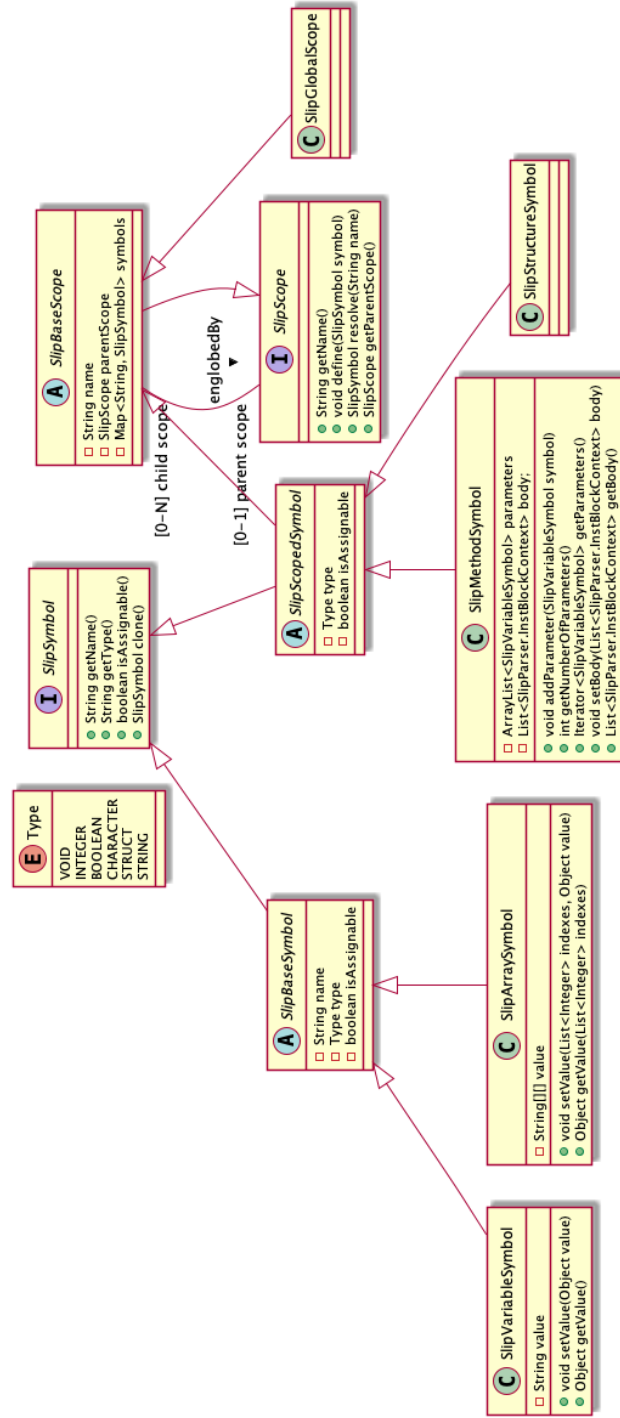 E Type
VOID
INTEGER
BOOLEAN
CHARACTER
STRUCT
STRING
I SlipSymbol
String getName()
String getType()
boolean isAssignable()
SlipSymbol clone()
A SlipBaseScope
String name
SlipScope parentScope
Map<String, SlipSymbol> symbols
[0-N] child scope
englobedBy
[0-1] parent scope
I SlipScope
String getName()
void define(SlipSymbol symbol)
SlipSymbol resolve(String name)
SlipScope getParentScope()
C SlipGlobalScope
A SlipBaseSymbol
String name
Type type
boolean isAssignable
A SlipScopedSymbol
Type type
boolean isAssignable
C SlipVariableSymbol
String value
void setValue(Object value)
Object getValue()
C SlipArraySymbol
String[][] value
void setValue(List<Integer> indexes, Object value)
Object getValue(List<Integer> indexes)
C SlipMethodSymbol
ArrayList<SlipVariableSymbol> parameters
List<SlipParser.InstBlockContext> body;
void addParameter(SlipVariableSymbol symbol)
int getNumberOfParameters()
Iterator<SlipVariableSymbol> getParameters()
void setBody(List<SlipParser.InstBlockContext> body)
List<SlipParser.InstBlockContext> getBody()
C SlipStructureSymbol